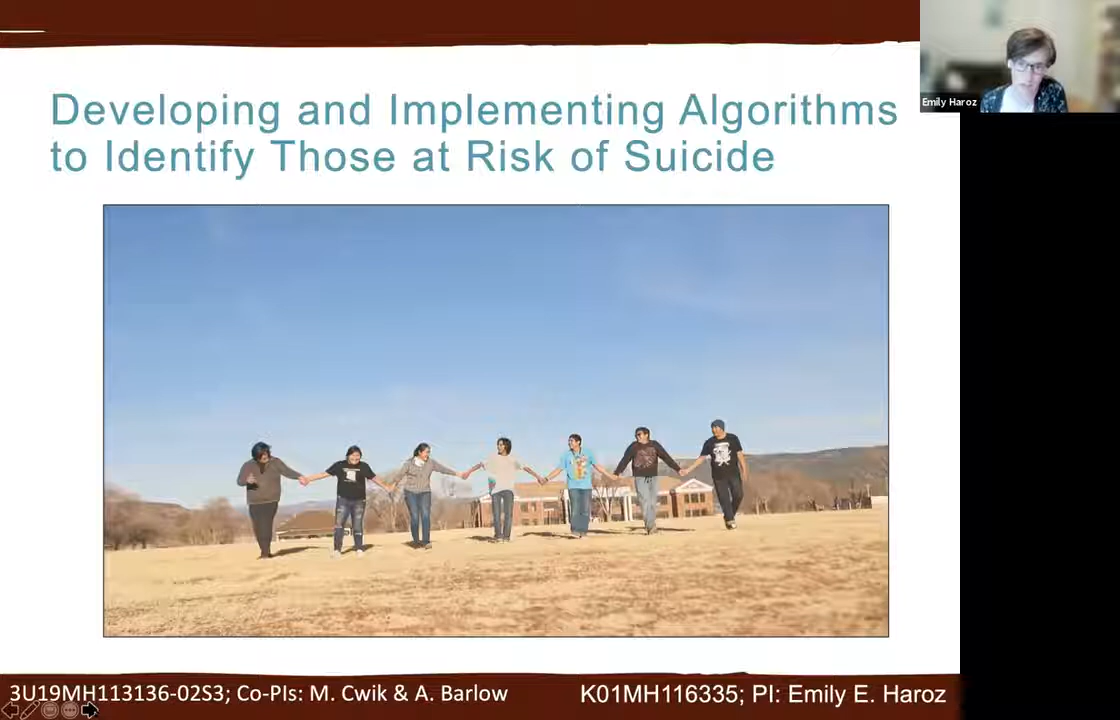 Developing and Implementing Algorithms
to Identify Those at Risk of Suicide
Emily Haroz
3U19MH113136-02S3; Co-PIs: M. Cwik & A. Barlow
K01MH116335; PI: Emily E. Haroz